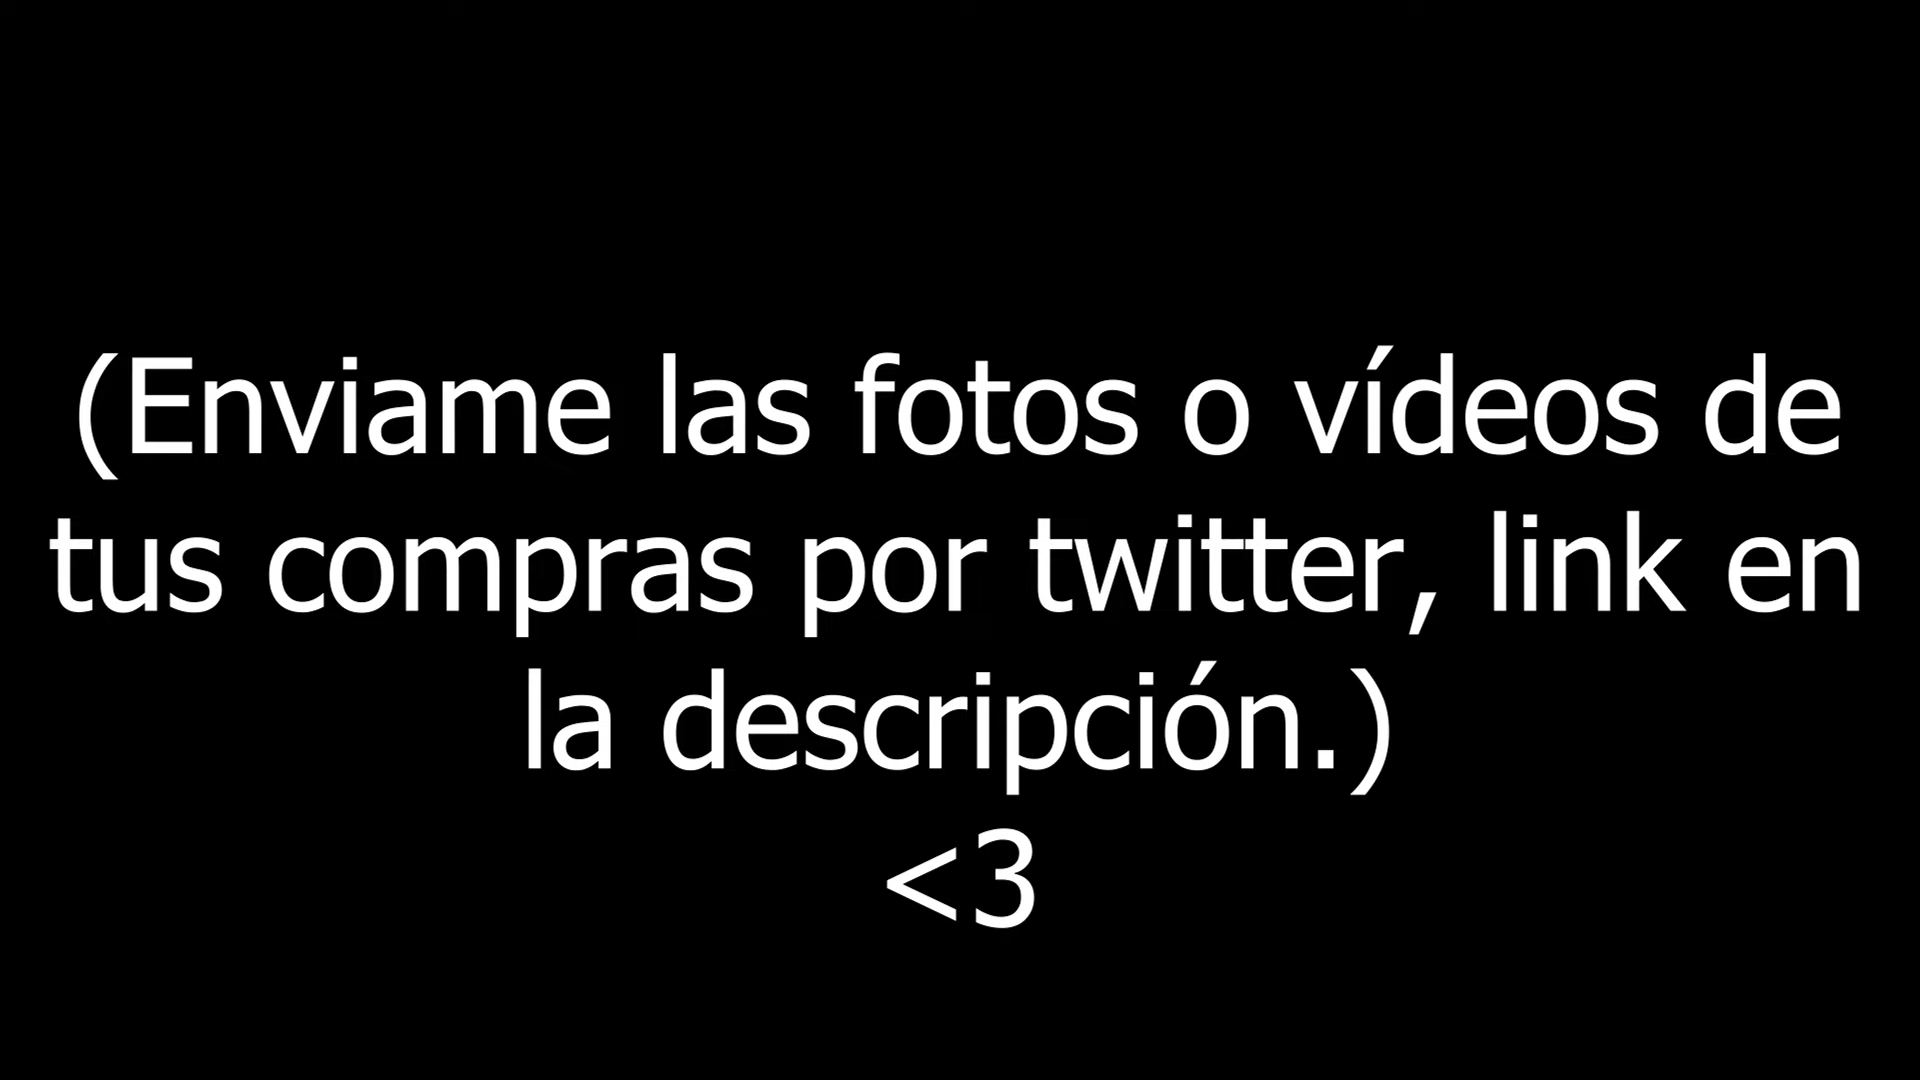 (Enviame las fotos o vídeos de
tus compras por twitter, link en
la descripción.)
<3